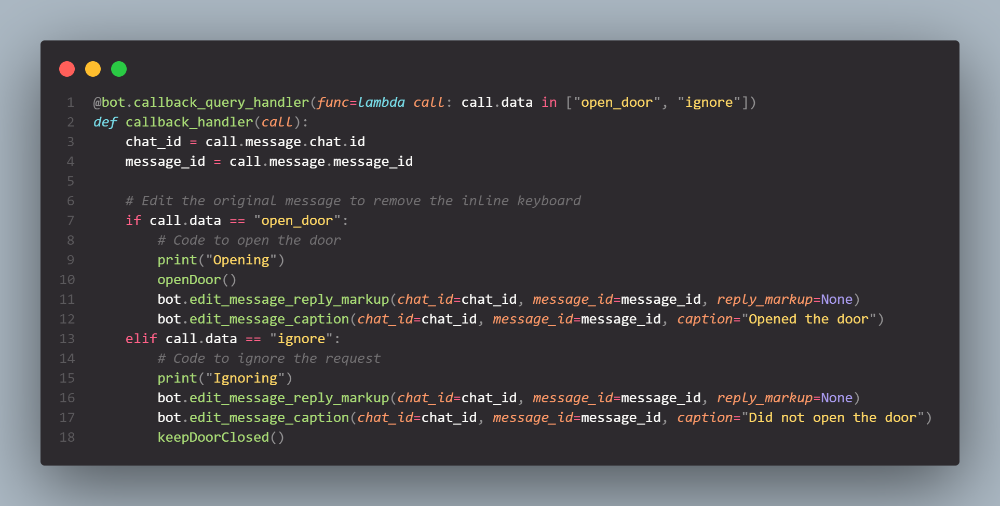 1 @bot.callback_query_handler(func=lambda call: call.data in ["open_door", "ignore"])
2 def callback_handler(call):
3     chat_id = call.message.chat.id
4     message_id = call.message.message_id
5
6     # Edit the original message to remove the inline keyboard
7     if call.data == "open_door":
8         # Code to open the door
9         print("Opening")
10         openDoor()
11         bot.edit_message_reply_markup(chat_id=chat_id, message_id=message_id, reply_markup=None)
12         bot.edit_message_caption(chat_id=chat_id, message_id=message_id, caption="Opened the door")
13     elif call.data == "ignore":
14         # Code to ignore the request
15         print("Ignoring")
16         bot.edit_message_reply_markup(chat_id=chat_id, message_id=message_id, reply_markup=None)
17         bot.edit_message_caption(chat_id=chat_id, message_id=message_id, caption="Did not open the door")
18         keepDoorClosed()